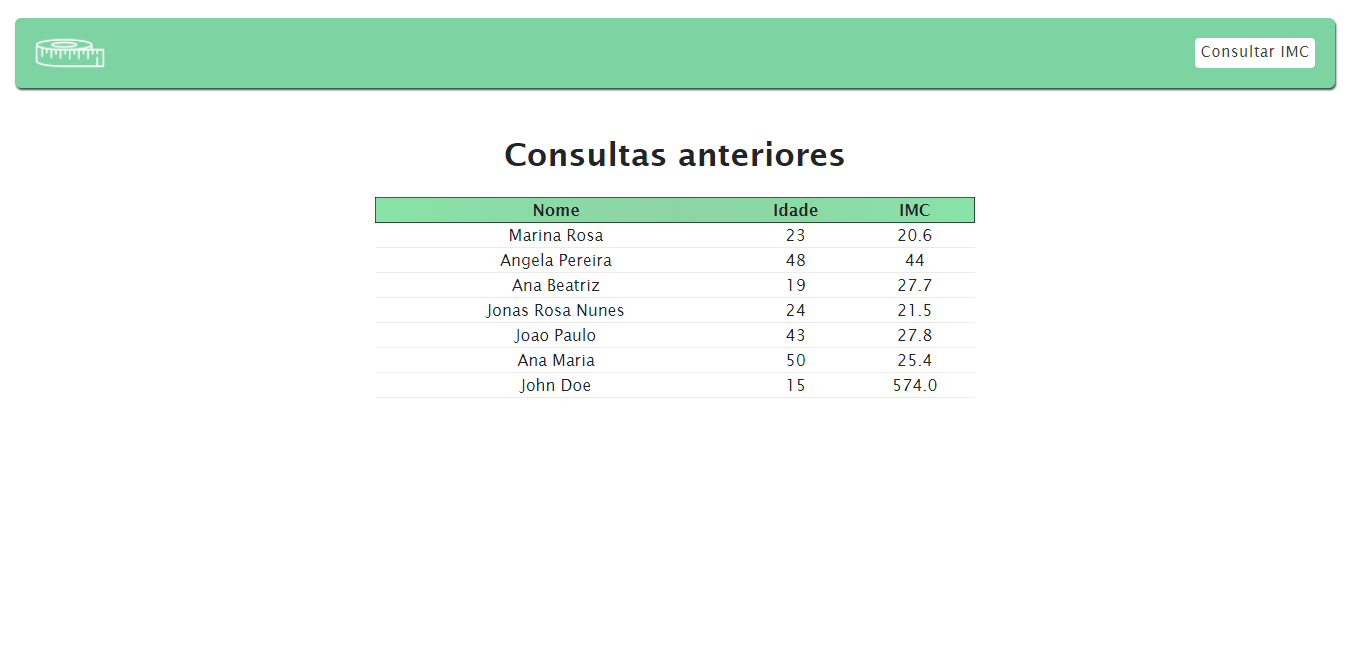 Consultar IMC
Consultas anteriores
Nome Idade IMC
Marina Rosa 23 20.6
Angela Pereira 48 44
Ana Beatriz 19 27.7
Jonas Rosa Nunes 24 21.5
Joao Paulo 43 27.8
Ana Maria 50 25.4
John Doe 15 574.0